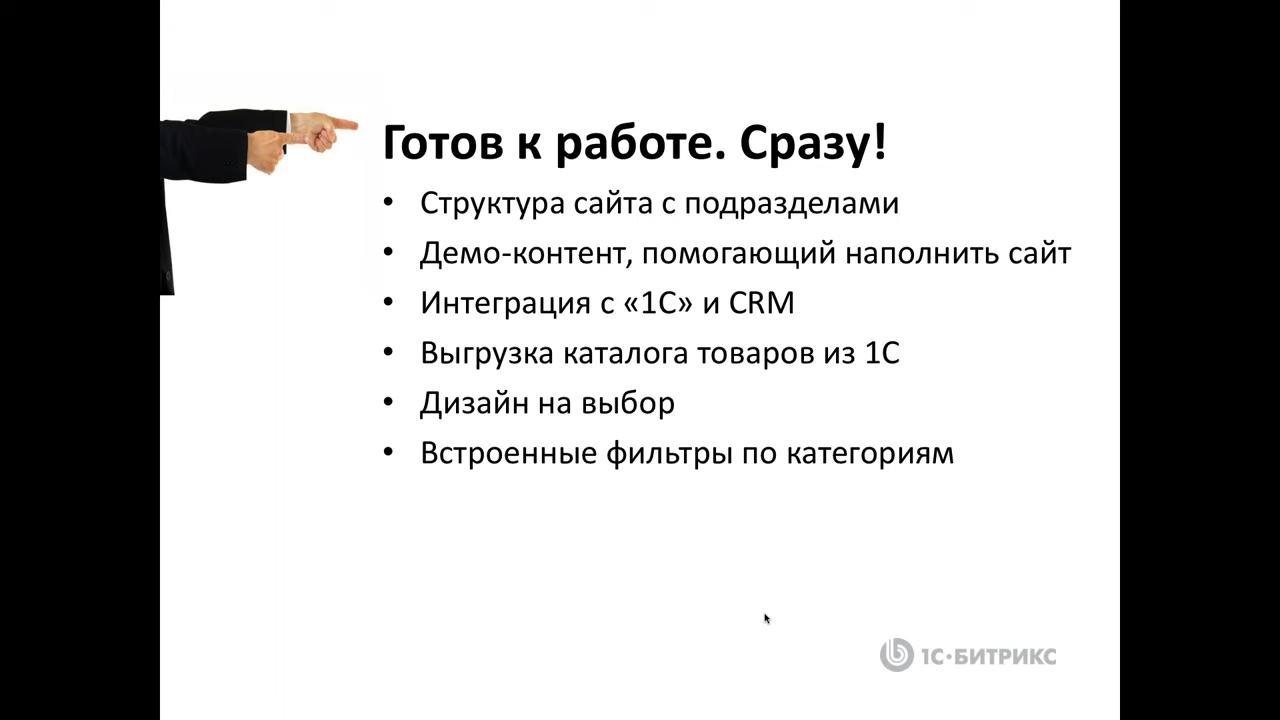 Готов к работе. Сразу!
• Структура сайта с подразделами
• Демо-контент, помогающий наполнить сайт
• Интеграция с «1С» и CRM
• Выгрузка каталога товаров из 1С
• Дизайн на выбор
• Встроенные фильтры по категориям
1С·БИТРИКС